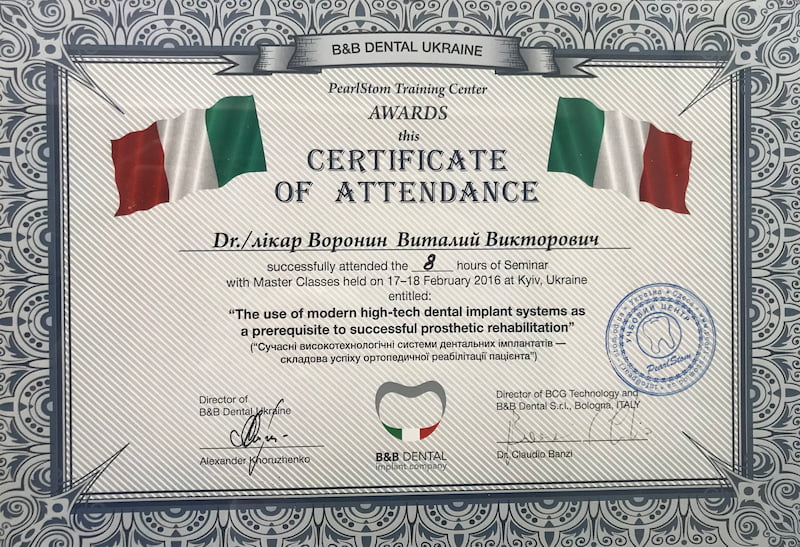 B&B DENTAL UKRAINE
PearlStom Training Center
AWARDS
this
CERTIFICATE
OF ATTENDANCE
Dr./лікар Воронин Виталий Викторович
successfully attended the 8 hours of Seminar
with Master Classes held on 17–18 February 2016 at Kyiv, Ukraine
entitled:
“The use of modern high-tech dental implant systems as
a prerequisite to successful prosthetic rehabilitation”
(“Сучасні високотехнологічні системи дентальних імплантатів —
складова успіху ортопедичної реабілітації пацієнта”)
Director of
B&B Dental Ukraine
Alexander Khoruzhenko
B&B DENTAL
implant company
Director of BCG Technology and
B&B Dental S.r.l., Bologna, ITALY
Dr. Claudio Banzi
Україна Одеса
УЧБОВИЙ ЦЕНТР
PearlStom